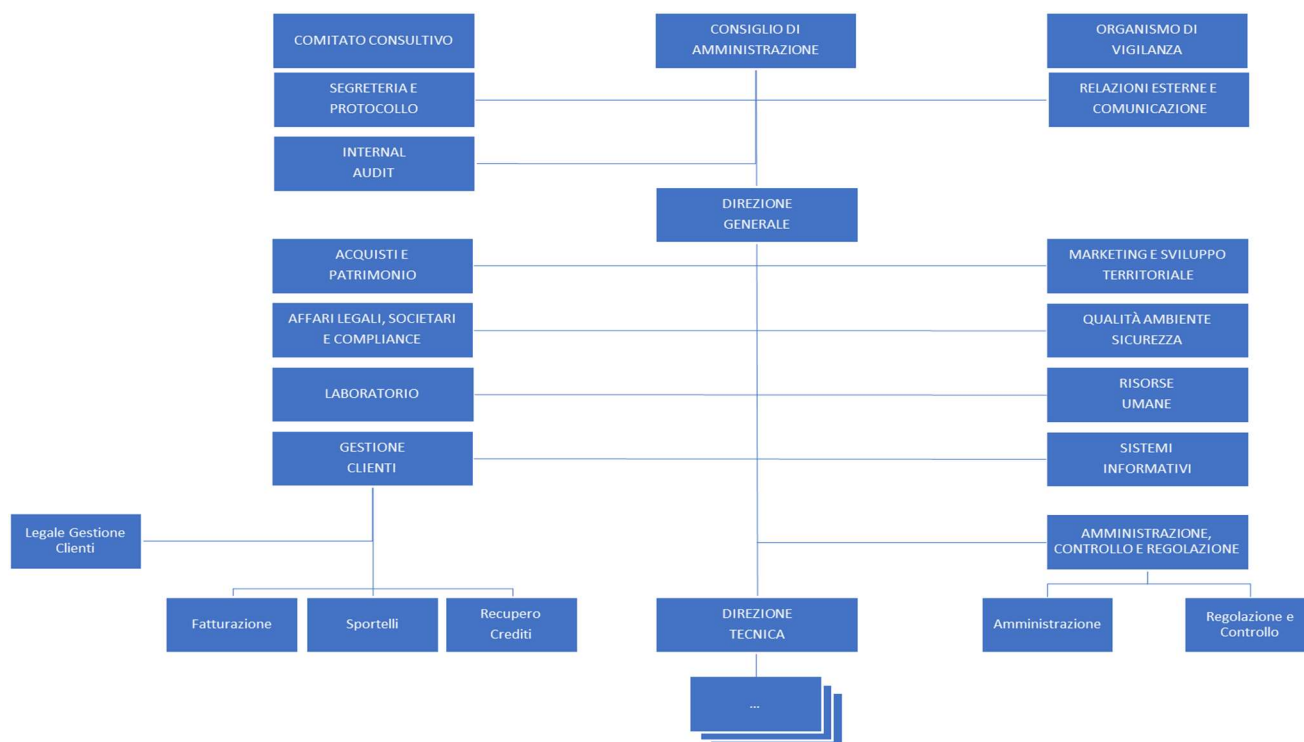 COMITATO CONSULTIVO
CONSIGLIO DI
AMMINISTRAZIONE
ORGANISMO DI
VIGILANZA
SEGRETERIA E
PROTOCOLLO
RELAZIONI ESTERNE E
COMUNICAZIONE
INTERNAL
AUDIT
DIREZIONE
GENERALE
ACQUISTI E
PATRIMONIO
MARKETING E SVILUPPO
TERRITORIALE
AFFARI LEGALI, SOCIETARI
E COMPLIANCE
QUALITÀ AMBIENTE
SICUREZZA
LABORATORIO
RISORSE
UMANE
GESTIONE
CLIENTI
SISTEMI
INFORMATIVI
Legale Gestione
Clienti
AMMINISTRAZIONE,
CONTROLLO E REGOLAZIONE
Fatturazione
Sportelli
Recupero
Crediti
DIREZIONE
TECNICA
Amministrazione
Regolazione e
Controllo
...